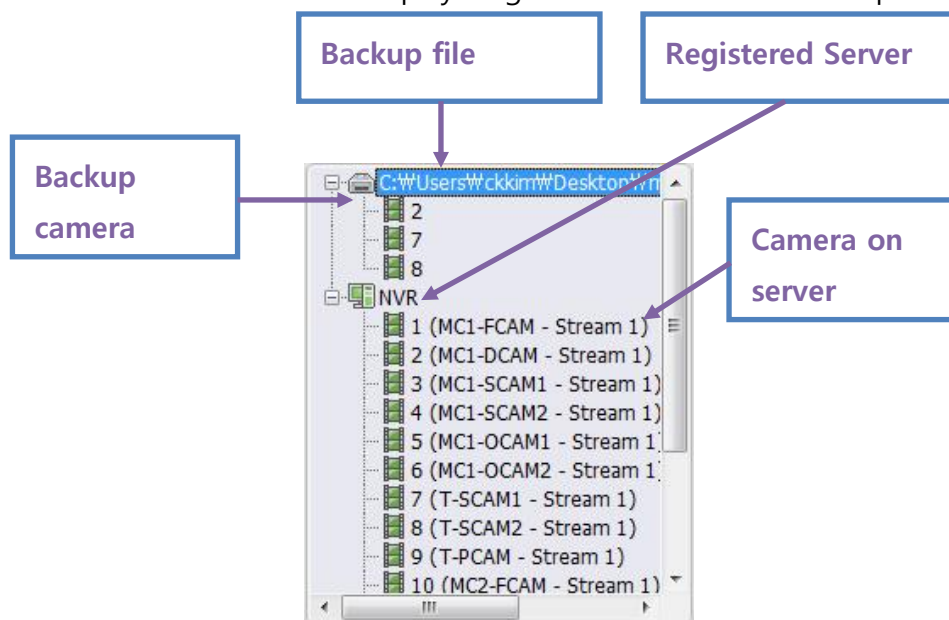 Backup file
Registered Server
Backup
camera
Camera on
server
C:₩Users₩ckkim₩Desktop₩
2
7
8
NVR
1 (MC1-FCAM - Stream 1)
2 (MC1-DCAM - Stream 1)
3 (MC1-SCAM1 - Stream 1)
4 (MC1-SCAM2 - Stream 1)
5 (MC1-OCAM1 - Stream 1
6 (MC1-OCAM2 - Stream 1
7 (T-SCAM1 - Stream 1)
8 (T-SCAM2 - Stream 1)
9 (T-PCAM - Stream 1)
10 (MC2-FCAM - Stream 1)